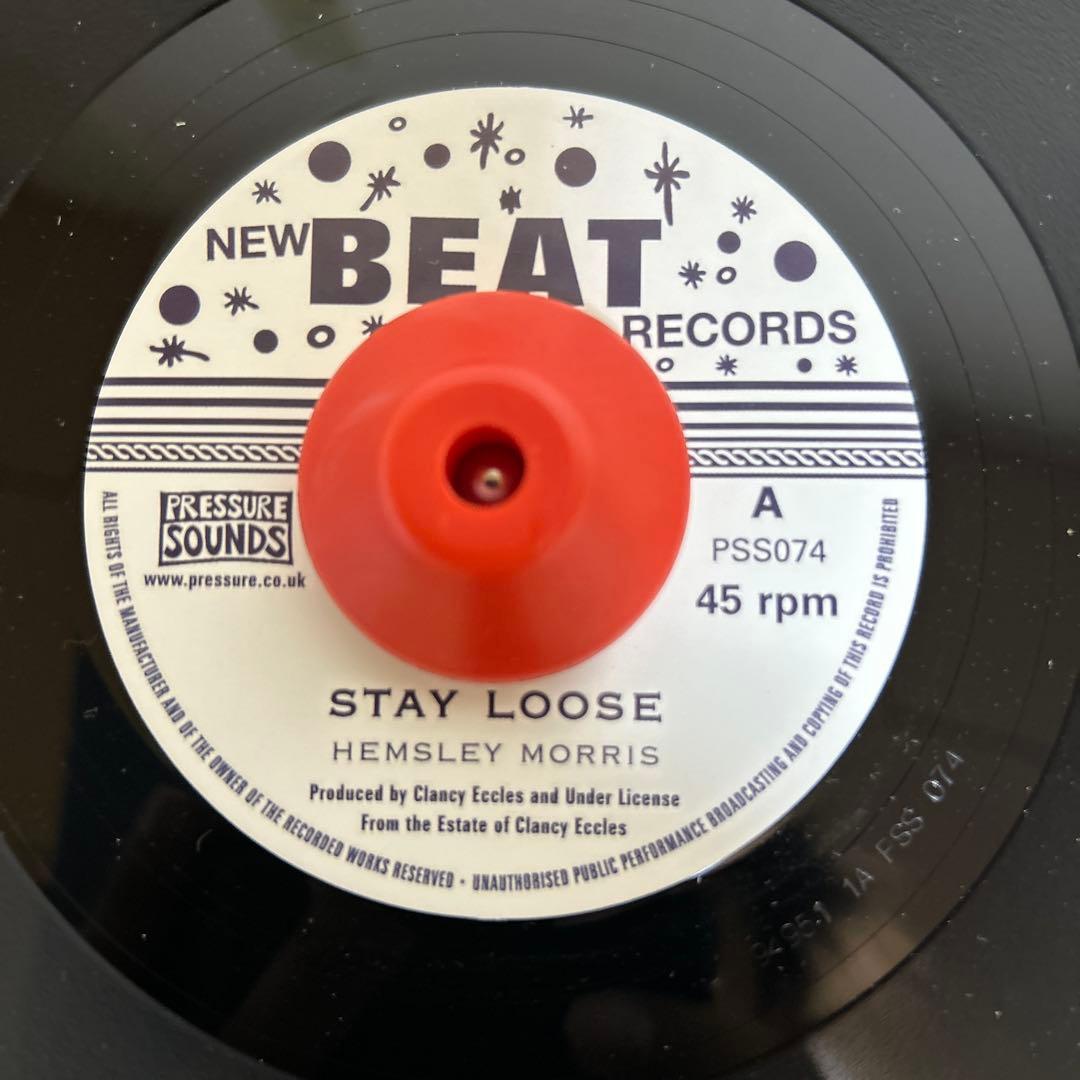 NEW BEAT
RECORDS
PRESSURE
SOUNDS
www.pressure.co.uk
A
PSS074
45 rpm
STAY LOOSE
HEMSLEY MORRIS
Produced by Clancy Eccles and Under License
From the Estate of Clancy Eccles
ALL RIGHTS OF THE MANUFACTURER AND OF THE OWNER OF THE RECORDED WORKS RESERVED · UNAUTHORISED PUBLIC PERFORMANCE BROADCASTING AND COPYING OF THIS RECORD IS PROHIBITED
1A FSS 074